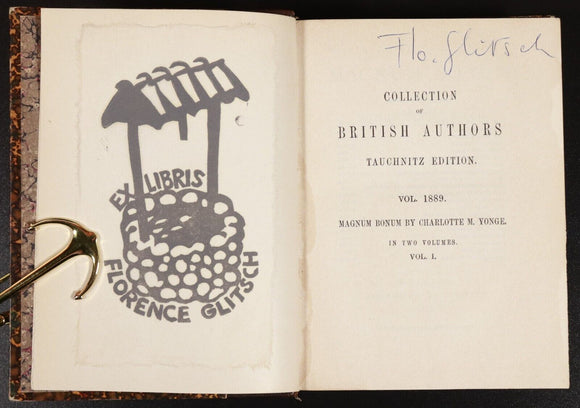 EX LIBRIS
FLORENCE GLITSCH
Flo. Glitsch
COLLECTION
OF
BRITISH AUTHORS
TAUCHNITZ EDITION.
VOL. 1889.
MAGNUM BONUM BY CHARLOTTE M. YONGE.
IN TWO VOLUMES.
VOL. I.